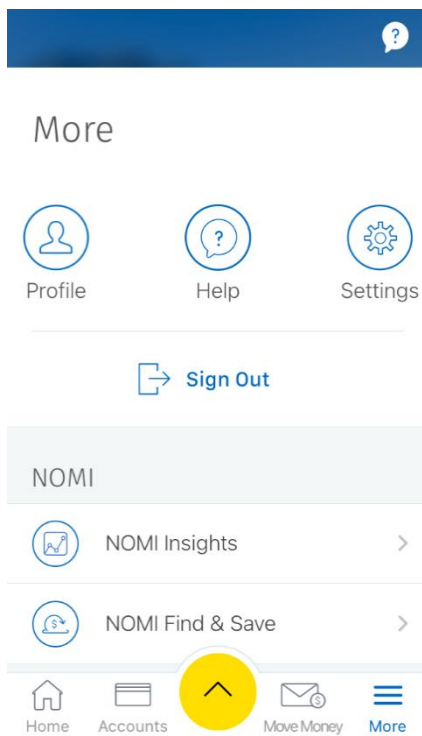 ?
More
?
Profile Help Settings
Sign Out
NOMI
NOMI Insights
$
NOMI Find & Save
$
Home Accounts Move Money More